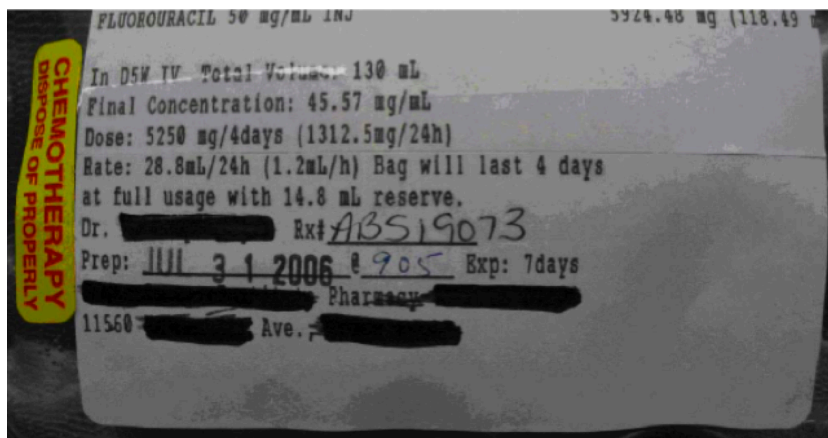 FLUOROURACIL 50 mg/mL INJ 5924.48 mg (118.49
In D5W IV Total Volume: 130 mL
Final Concentration: 45.57 mg/mL
Dose: 5250 mg/4days (1312.5mg/24h)
Rate: 28.8mL/24h (1.2mL/h) Bag will last 4 days
at full usage with 14.8 mL reserve.
Dr. Rx# ABS19073
Prep: JUL 31 2006 @ 905 Exp: 7days
Pharmacy
11560 Ave.,
CHEMOTHERAPY
DISPOSE OF PROPERLY